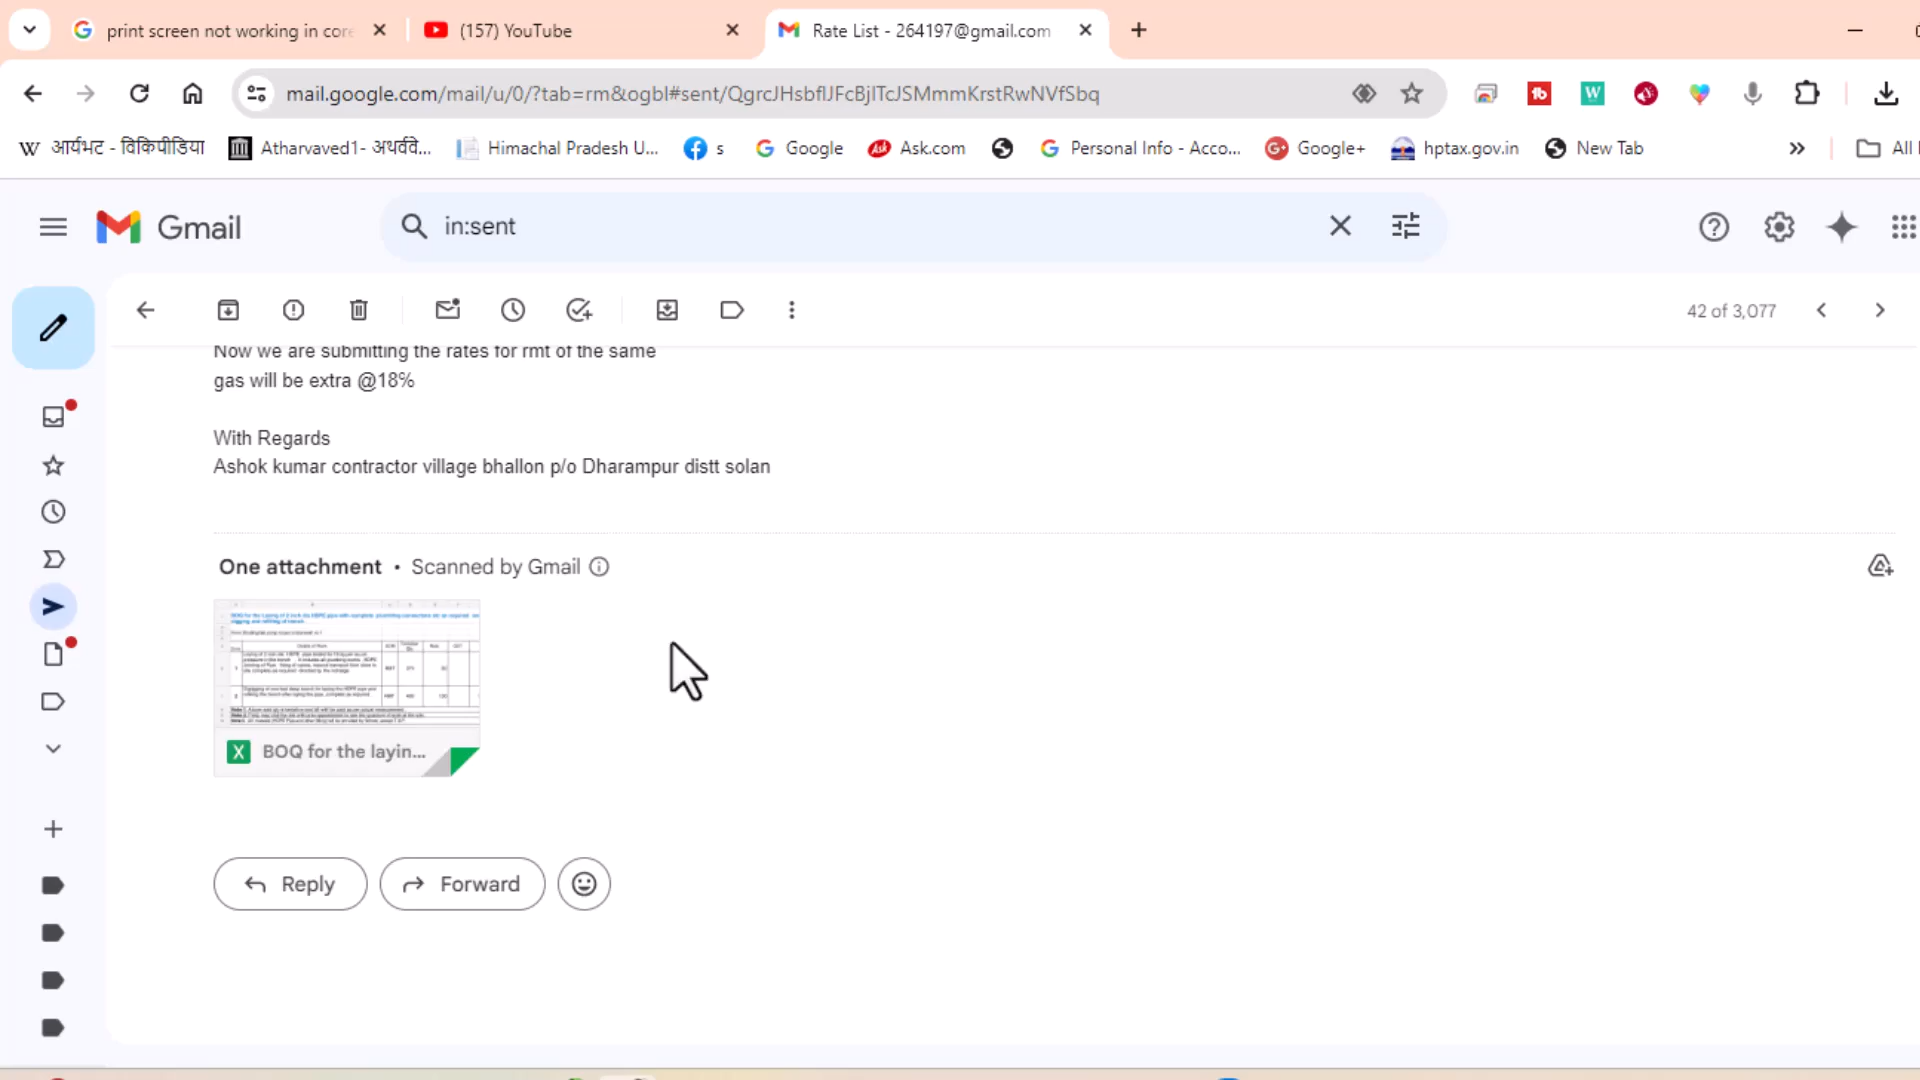 print screen not working in cor
(157) YouTube
Rate List - 264197@gmail.com
mail.google.com/mail/u/0/?tab=rm&ogbl#sent/QgrcJHsbflJFcBjlTcJSMmmKrstRwNVfSbq
W आर्यभट - विकिपीडिया
Atharvaved1- अथर्ववे...
Himachal Pradesh U...
s
Google
Ask.com
Personal Info - Acco...
Google+
hptax.gov.in
New Tab
All
Gmail
in:sent
42 of 3,077
Now we are submitting the rates for rmt of the same
gas will be extra @18%
With Regards
Ashok kumar contractor village bhallon p/o Dharampur distt solan
One attachment • Scanned by Gmail
BOQ for the layin...
Reply
Forward